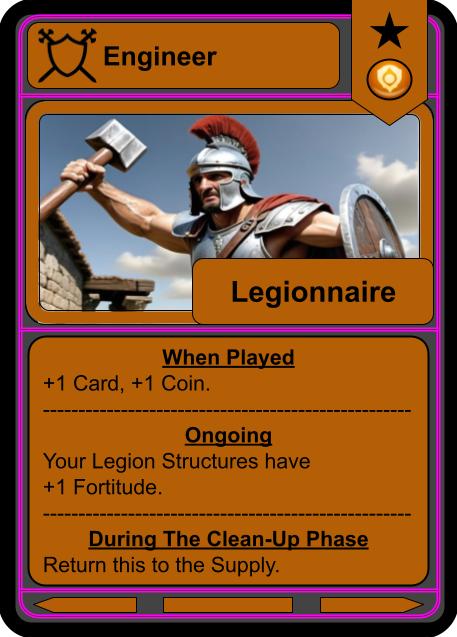 Engineer
Legionnaire
When Played
+1 Card, +1 Coin.
----------------------------------------------------
Ongoing
Your Legion Structures have
+1 Fortitude.
----------------------------------------------------
During The Clean-Up Phase
Return this to the Supply.